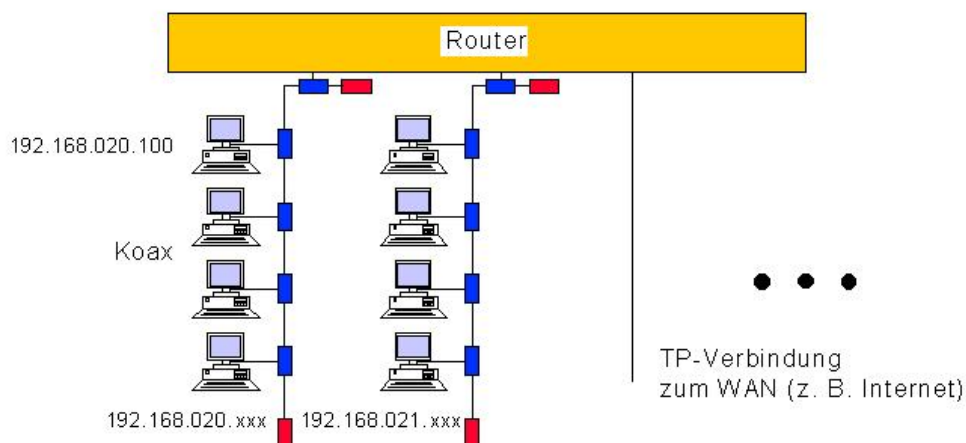 Router
192.168.020.100
Koax
TP-Verbindung
zum WAN (z. B. Internet)
192.168.020.xxx
192.168.021.xxx